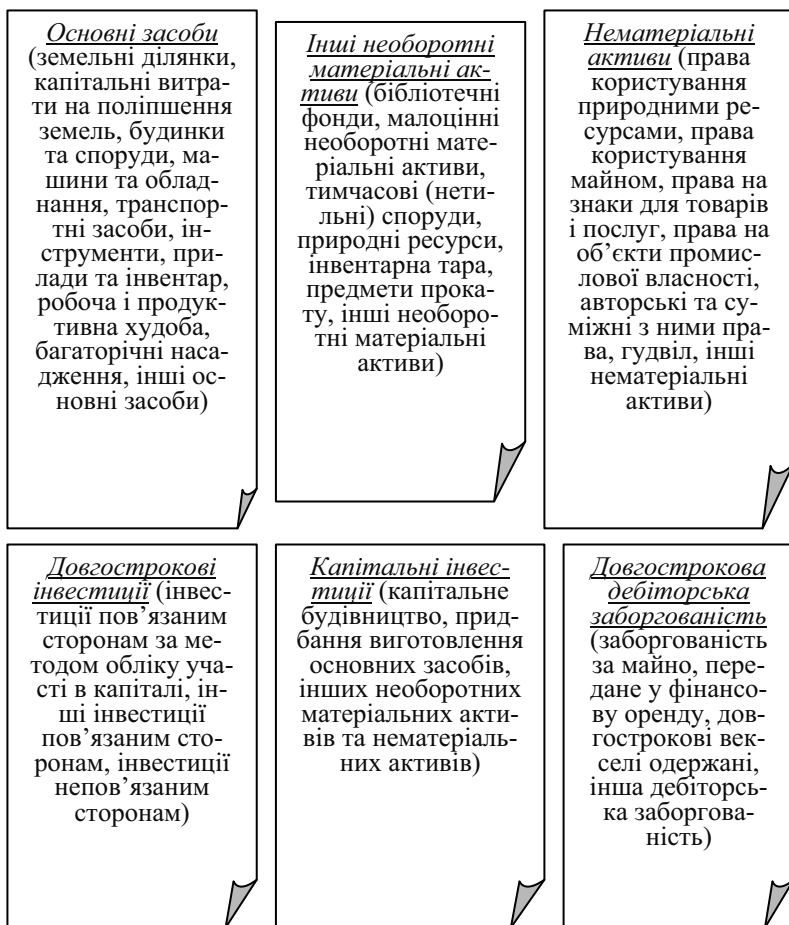 Основні засоби
(земельні ділянки,
капітальні витра-
ти на поліпшення
земель, будинки
та споруди, ма-
шини та облад-
нання, транспор-
тні засоби, ін-
струменти, при-
лади та інвентар,
робоча і продук-
тивна худоба,
багаторічні наса-
дження, інші ос-
новні засоби)
Інші необоротні
матеріальні ак-
тиви (бібліотечні
фонди, малоцінні
необоротні мате-
ріальні активи,
тимчасові (нети-
льні) споруди,
природні ресурси,
інвентарна тара,
предмети прока-
ту, інші необоро-
тні матеріальні
активи)
Нематеріальні
активи (права
користування
природними ре-
сурсами, права
користування
майном, права на
знаки для товарів
і послуг, права на
об’єкти промис-
лової власності,
авторські та су-
міжні з ними пра-
ва, гудвіл, інші
нематеріальні
активи)
Довгострокові
інвестиції (інвес-
тиції пов’язаним
сторонам за ме-
тодом обліку уча-
сті в капіталі, ін-
ші інвестиції
пов’язаним сто-
ронам, інвестиції
непов’язаним
сторонам)
Капітальні інвес-
тиції (капітальне
будівництво, прид-
бання виготовлення
основних засобів,
інших необоротних
матеріальних акти-
вів та нематеріаль-
них активів)
Довгострокова
дебіторська
заборгованість
(заборгованість
за майно, пере-
дане у фінансо-
ву оренду, дов-
гострокові век-
селі одержані,
інша дебіторсь-
ка заборгова-
ність)